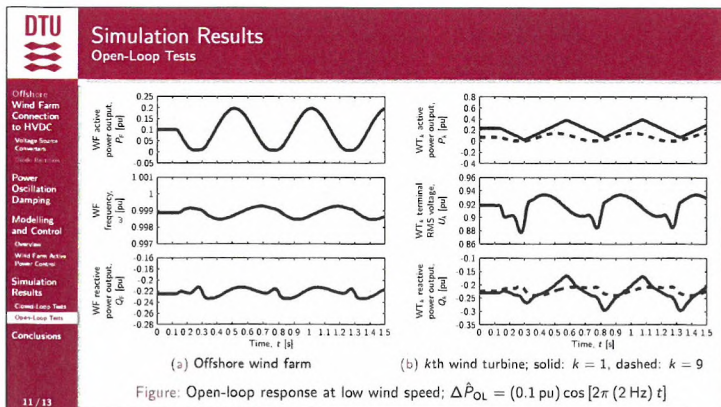 DTU
Simulation Results
Open-Loop Tests
Offshore
Wind Farm
Connection
to HVDC
Voltage Source
Converters
Power
Oscillation
Damping
Modelling
and Control
Overview
Wind Farm Active
Power Control
Simulation
Results
Closed-Loop Tests
Open-Loop Tests
Conclusions
11 / 13
WF active
power output,
P_F [pu]
0.25
0.2
0.15
0.1
0.05
0
-0.05
WF
frequency,
ω [pu]
1 001
1
0.999
0.997
WF reactive
power output,
Q_F [pu]
-0.16
-0.18
-0.2
-0.22
-0.24
-0.26
-0.28
0 0 1 0 2 0 3 0 4 0 5 0 6 0 7 0 8 0 9 1 1 1 1 2 1 3 1 4 1 5
Time, t [s]
(a) Offshore wind farm
WT_k active
power output,
P_k [pu]
0.8
0.6
0.4
0.2
0
-0.2
-0 4
WT_k terminal
RMS voltage,
U_k [pu]
0.96
0.94
0.92
0.9
0.88
0.86
WT_k reactive
power output,
Q_k [pu]
-0.1
-0.15
-0.2
-0.25
-0.3
-0.35
0 0 1 0 2 0 3 0 4 0 5 0 6 0 7 0 8 0 9 1 1 1 1 2 1 3 1 4 1 5
Time, t [s]
(b) kth wind turbine; solid: k = 1, dashed: k = 9
Figure: Open-loop response at low wind speed; ΔP̂_OL = (0.1 pu) cos [2π (2 Hz) t]